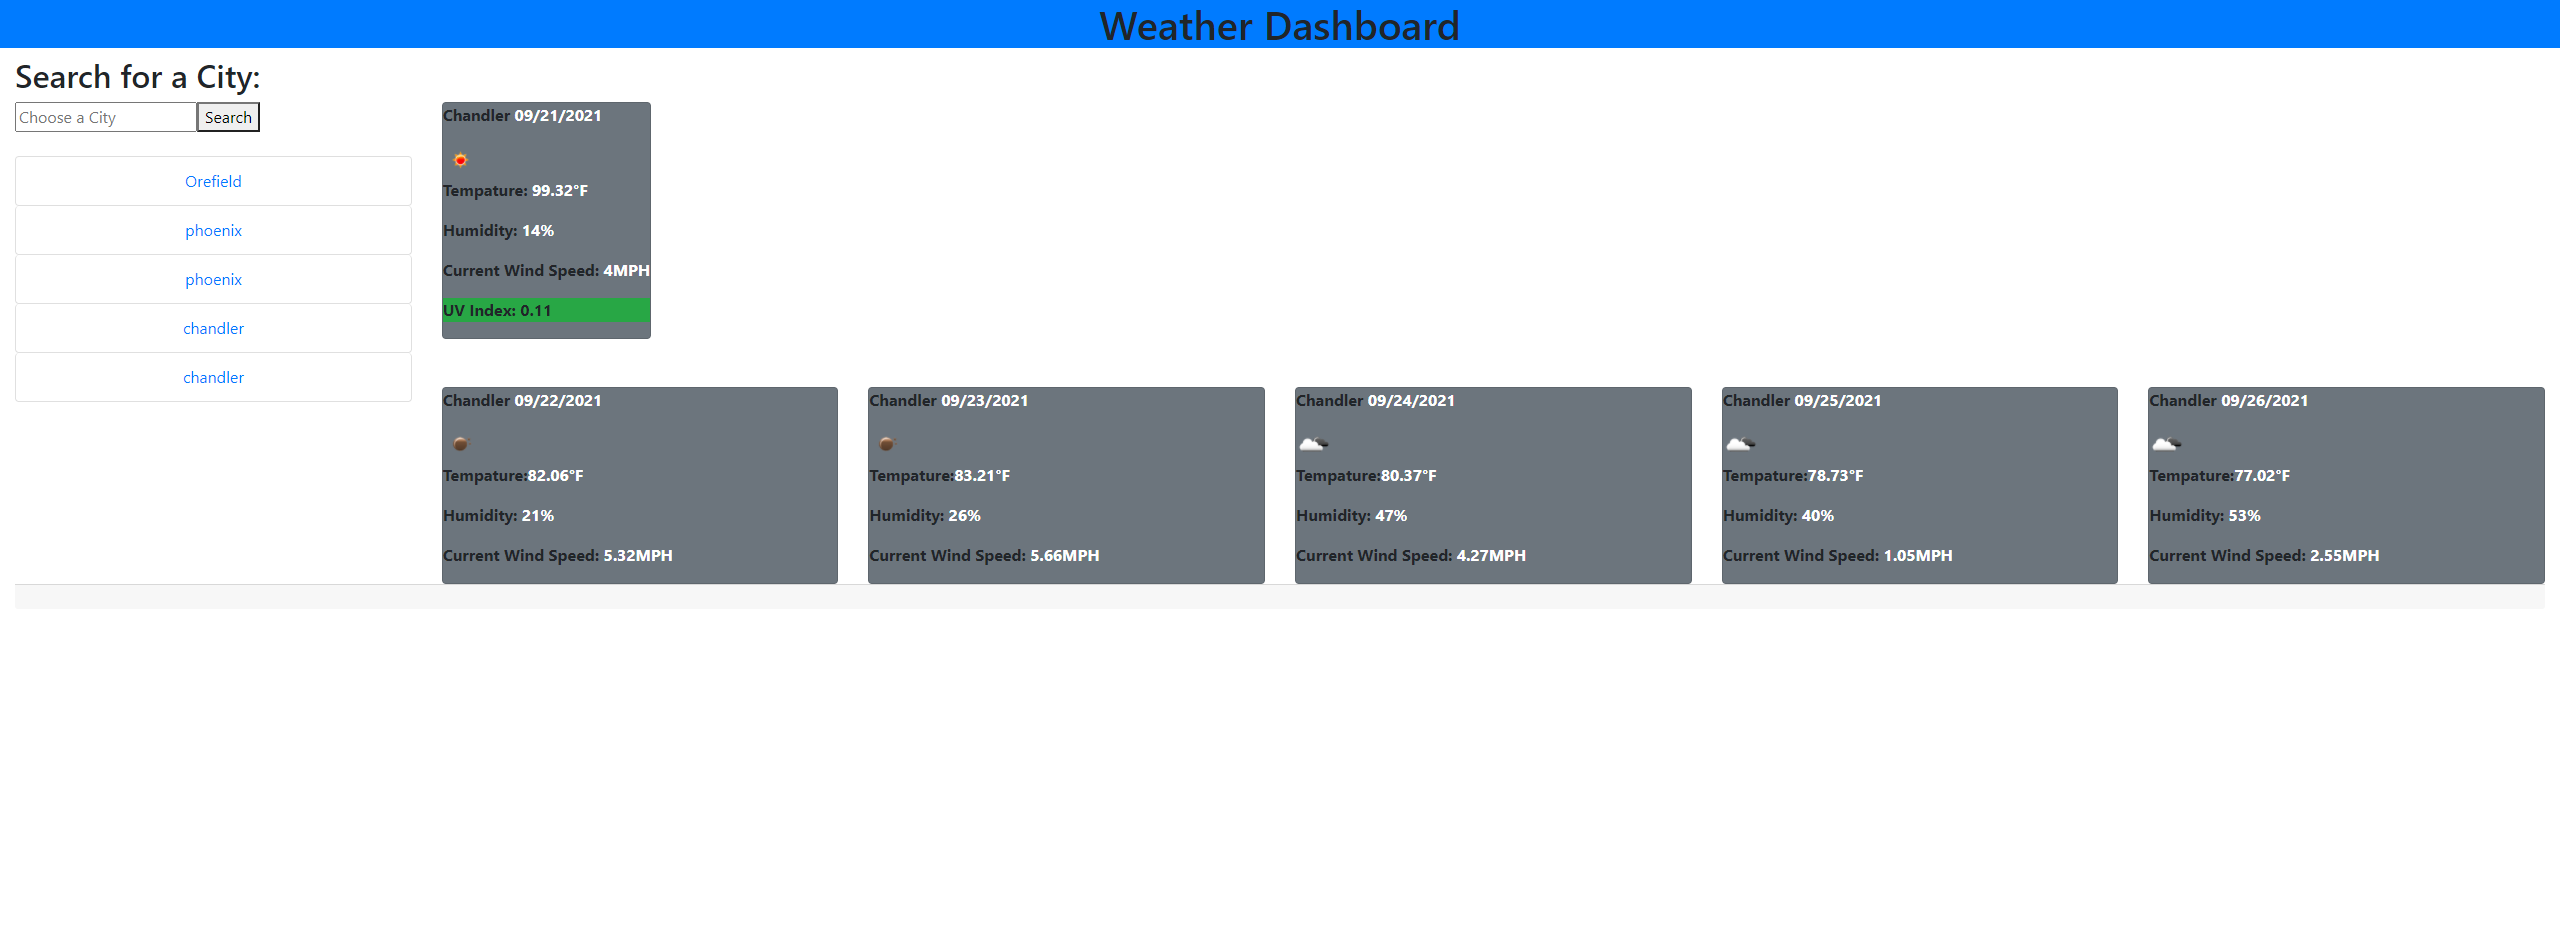 Weather Dashboard
Search for a City:
Choose a City Search
Orefield
phoenix
phoenix
chandler
chandler
Chandler 09/21/2021
Tempature: 99.32°F
Humidity: 14%
Current Wind Speed: 4MPH
UV Index: 0.11
Chandler 09/22/2021
Tempature:82.06°F
Humidity: 21%
Current Wind Speed: 5.32MPH
Chandler 09/23/2021
Tempature:83.21°F
Humidity: 26%
Current Wind Speed: 5.66MPH
Chandler 09/24/2021
Tempature:80.37°F
Humidity: 47%
Current Wind Speed: 4.27MPH
Chandler 09/25/2021
Tempature:78.73°F
Humidity: 40%
Current Wind Speed: 1.05MPH
Chandler 09/26/2021
Tempature:77.02°F
Humidity: 53%
Current Wind Speed: 2.55MPH